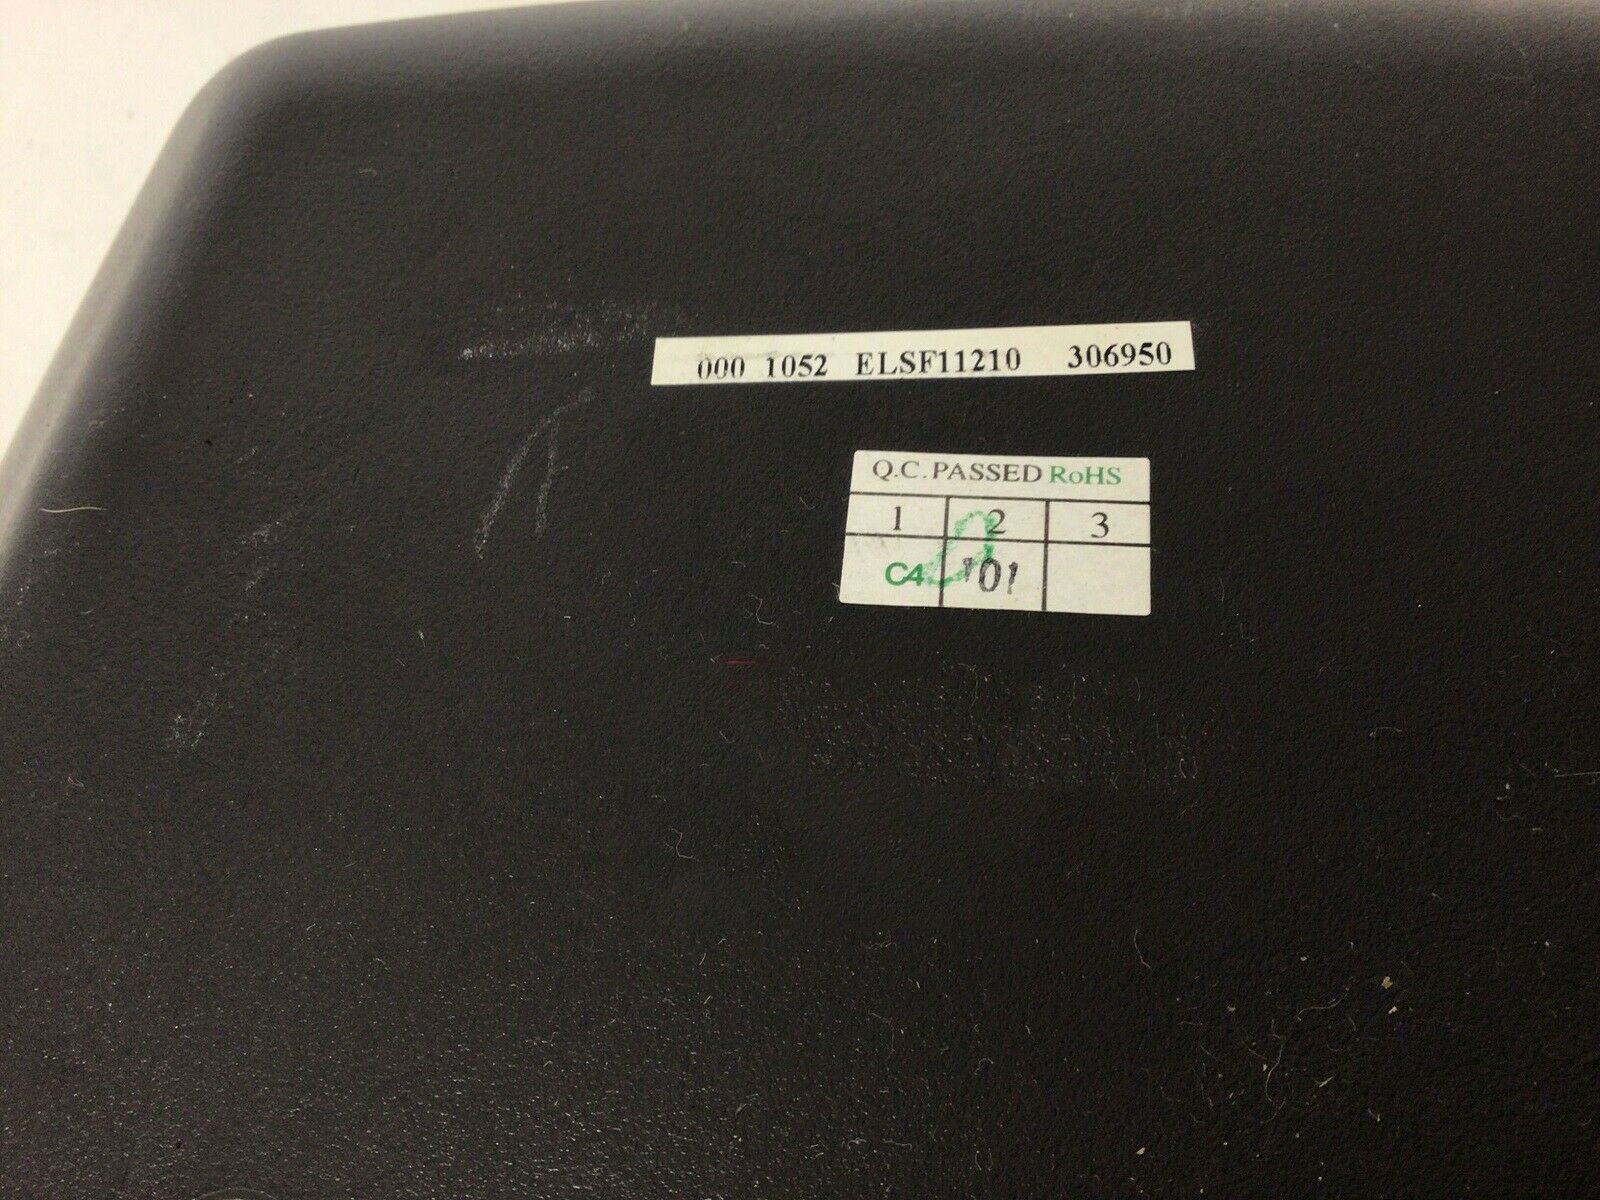 000 1052 ELSF11210 306950
Q.C. PASSED RoHS
1 2 3
C4 101